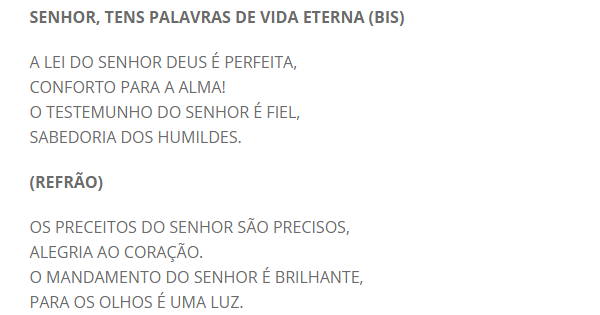 SENHOR, TENS PALAVRAS DE VIDA ETERNA (BIS)
A LEI DO SENHOR DEUS É PERFEITA,
CONFORTO PARA A ALMA!
O TESTEMUNHO DO SENHOR É FIEL,
SABEDORIA DOS HUMILDES.
(REFRÃO)
OS PRECEITOS DO SENHOR SÃO PRECISOS,
ALEGRIA AO CORAÇÃO.
O MANDAMENTO DO SENHOR É BRILHANTE,
PARA OS OLHOS É UMA LUZ.